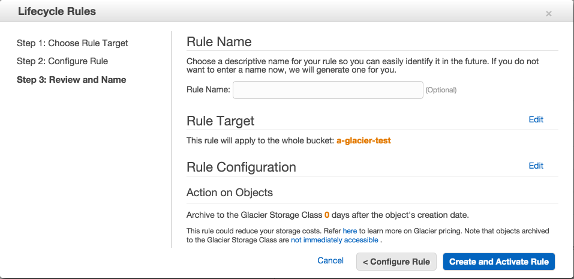 Lifecycle Rules
×
Step 1: Choose Rule Target
Step 2: Configure Rule
Step 3: Review and Name
Rule Name
Choose a descriptive name for your rule so you can easily identify it in the future. If you do not
want to enter a name now, we will generate one for you.
Rule Name: (Optional)
Rule Target Edit
This rule will apply to the whole bucket: a-glacier-test
Rule Configuration Edit
Action on Objects
Archive to the Glacier Storage Class 0 days after the object's creation date.
This rule could reduce your storage costs. Refer here to learn more on Glacier pricing. Note that objects archived
to the Glacier Storage Class are not immediately accessible .
Cancel < Configure Rule Create and Activate Rule